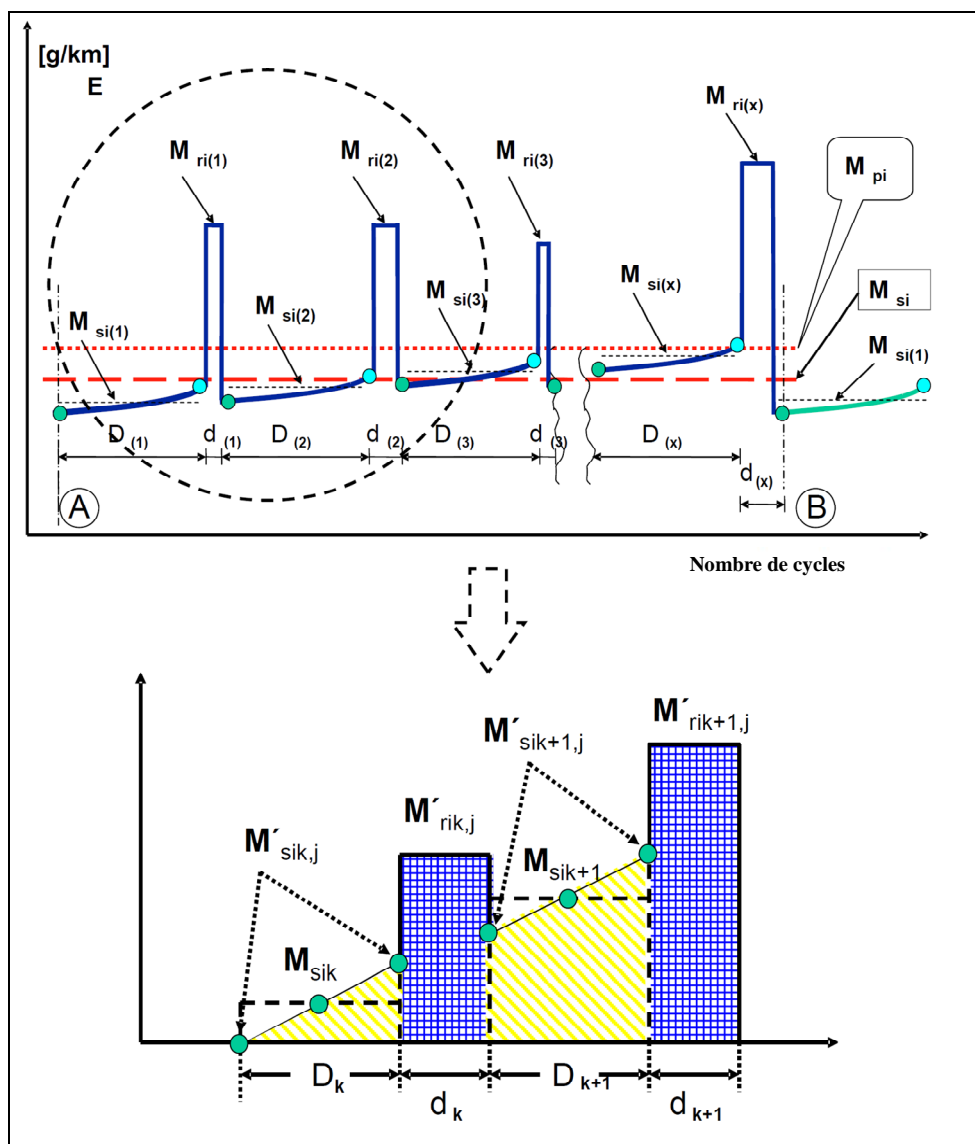 [g/km]
E
M ri(1)
M ri(2)
M ri(3)
M ri(x)
M pi
M si(1)
M si(2)
M si(3)
M si(x)
M si
M si(1)
D (1)
d (1)
D (2)
d (2)
D (3)
d (3)
D (x)
d (x)
A
B
Nombre de cycles
M´sik,j
M´rik,j
M´sik+1,j
M´rik+1,j
M sik
M sik+1
D k
d k
D k+1
d k+1